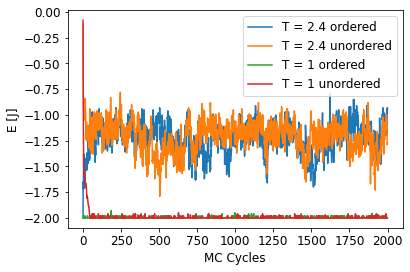 0.00
−0.25
−0.50
−0.75
−1.00
−1.25
−1.50
−1.75
−2.00
E [J]
T = 2.4 ordered
T = 2.4 unordered
T = 1 ordered
T = 1 unordered
0 250 500 750 1000 1250 1500 1750 2000
MC Cycles